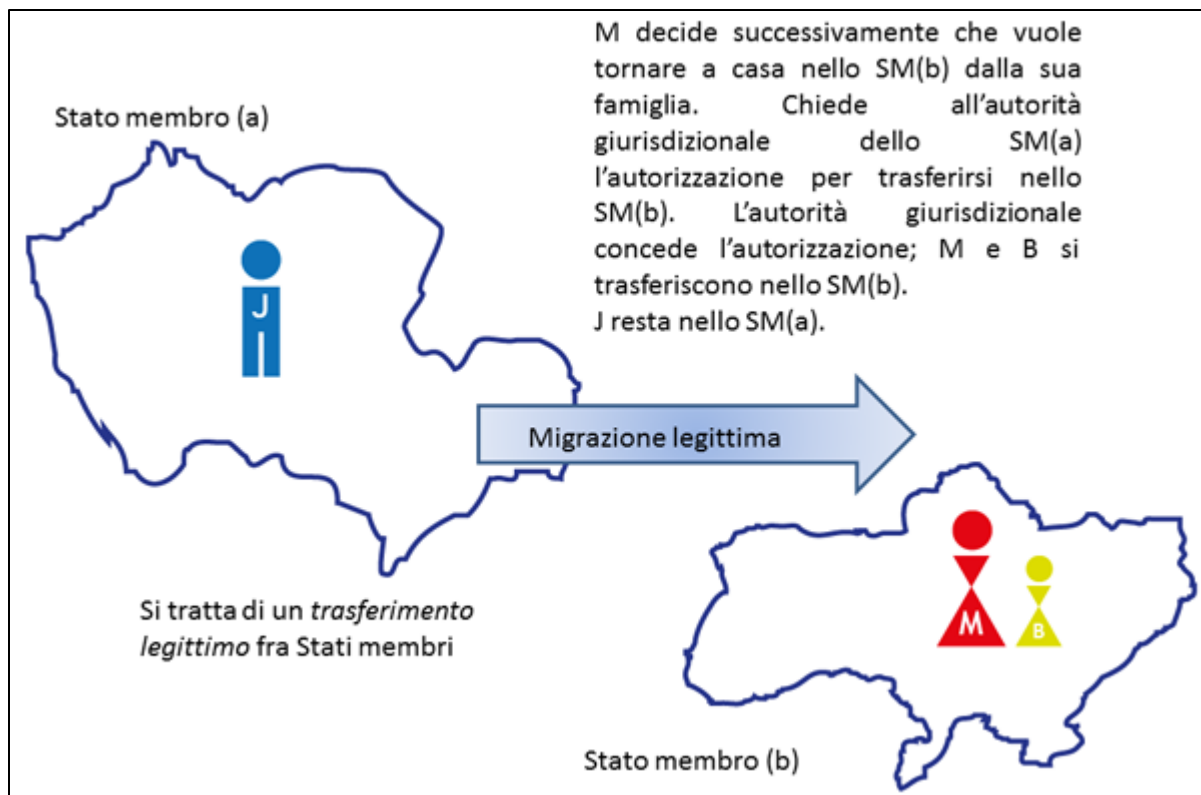 M decide successivamente che vuole
tornare a casa nello SM(b) dalla sua
famiglia. Chiede all’autorità
giurisdizionale dello SM(a)
l’autorizzazione per trasferirsi nello
SM(b). L’autorità giurisdizionale
concede l’autorizzazione; M e B si
trasferiscono nello SM(b).
J resta nello SM(a).
Stato membro (a)
J
Migrazione legittima
M
B
Si tratta di un trasferimento
legittimo fra Stati membri
Stato membro (b)